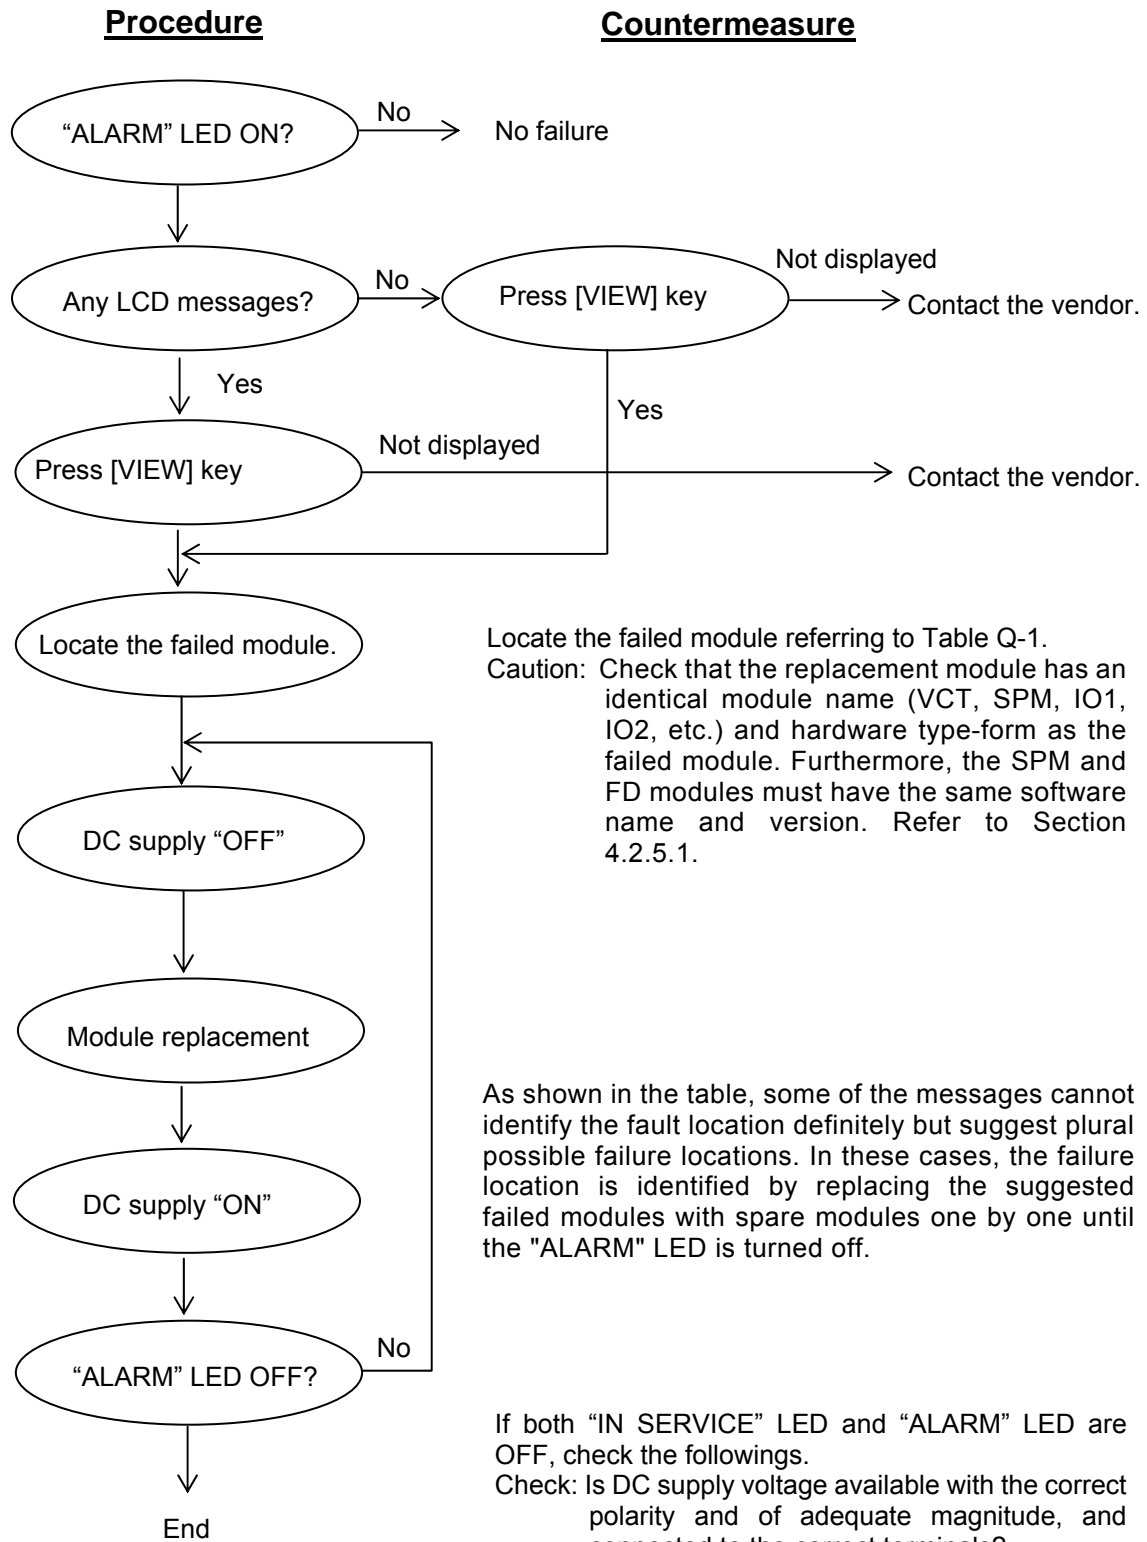 Procedure
Countermeasure
“ALARM” LED ON?
No
No failure
Any LCD messages?
No
Press [VIEW] key
Not displayed
Contact the vendor.
Yes
Yes
Press [VIEW] key
Not displayed
Contact the vendor.
Locate the failed module.
Locate the failed module referring to Table Q-1.
Caution: Check that the replacement module has an
identical module name (VCT, SPM, IO1,
IO2, etc.) and hardware type-form as the
failed module. Furthermore, the SPM and
FD modules must have the same software
name and version. Refer to Section
4.2.5.1.
DC supply “OFF”
Module replacement
As shown in the table, some of the messages cannot
identify the fault location definitely but suggest plural
possible failure locations. In these cases, the failure
location is identified by replacing the suggested
failed modules with spare modules one by one until
the "ALARM" LED is turned off.
DC supply “ON”
“ALARM” LED OFF?
No
If both “IN SERVICE” LED and “ALARM” LED are
OFF, check the followings.
Check: Is DC supply voltage available with the correct
polarity and of adequate magnitude, and
connected to the correct terminals?
End